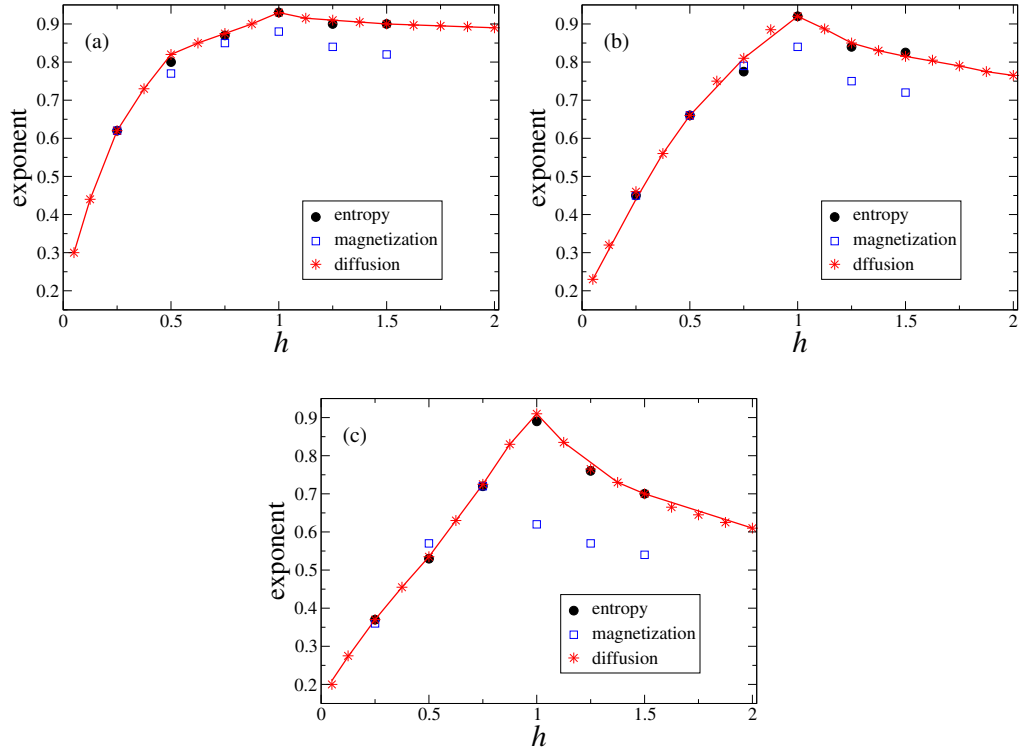 (a)
exponent
0.9
0.8
0.7
0.6
0.5
0.4
0.3
0.2
entropy
magnetization
diffusion
0 0.5 1 1.5 2
h
(b)
exponent
0.9
0.8
0.7
0.6
0.5
0.4
0.3
0.2
entropy
magnetization
dffusion
0 0.5 1 1.5 2
h
(c)
exponent
0.9
0.8
0.7
0.6
0.5
0.4
0.3
0.2
entropy
magnetization
diffusion
0 0.5 1 1.5 2
h